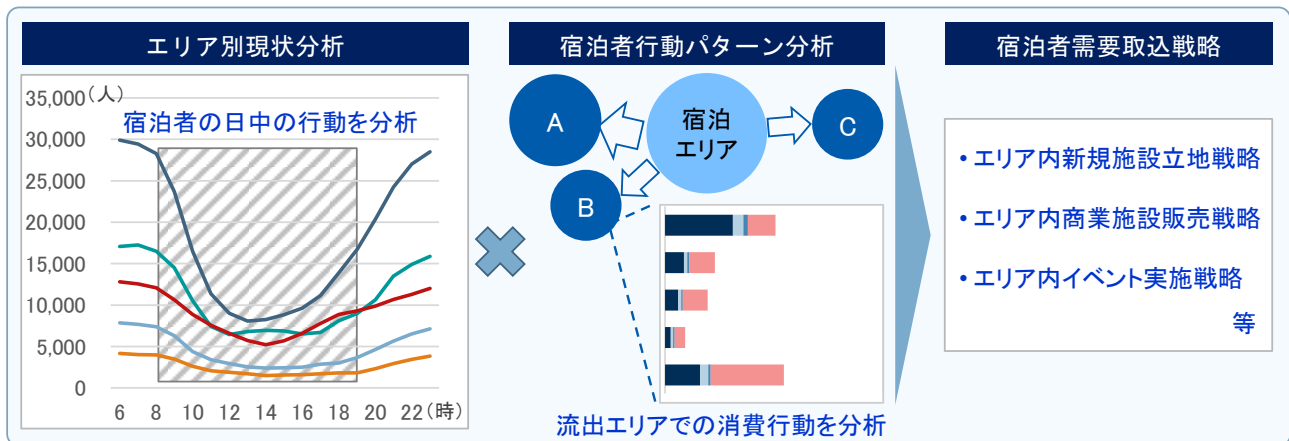 エリア別現状分析
35,000
(人)
宿泊者の日中の行動を分析
30,000
25,000
20,000
15,000
10,000
5,000
0
6 8 10 12 14 16 18 20 22
(時)
宿泊者行動パターン分析
A
宿泊
エリア
C
B
流出エリアでの消費行動を分析
宿泊者需要取込戦略
• エリア内新規施設立地戦略
• エリア内商業施設販売戦略
• エリア内イベント実施戦略
等